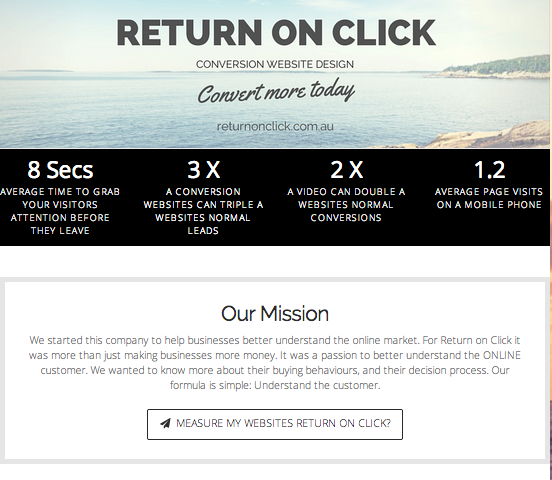 RETURN ON CLICK
CONVERSION WEBSITE DESIGN
Convert more today
returnonclick.com.au
8 Secs
AVERAGE TIME TO GRAB
YOUR VISITORS
ATTENTION BEFORE
THEY LEAVE
3 X
A CONVERSION
WEBSITES CAN TRIPLE A
WEBSITES NORMAL
LEADS
2 X
A VIDEO CAN DOUBLE A
WEBSITES NORMAL
CONVERSIONS
1.2
AVERAGE PAGE VISITS
ON A MOBILE PHONE
Our Mission
We started this company to help businesses better understand the online market. For Return on Click it
was more than just making businesses more money. It was a passion to better understand the ONLINE
customer. We wanted to know more about their buying behaviours, and their decision process. Our
formula is simple: Understand the customer.
MEASURE MY WEBSITES RETURN ON CLICK?